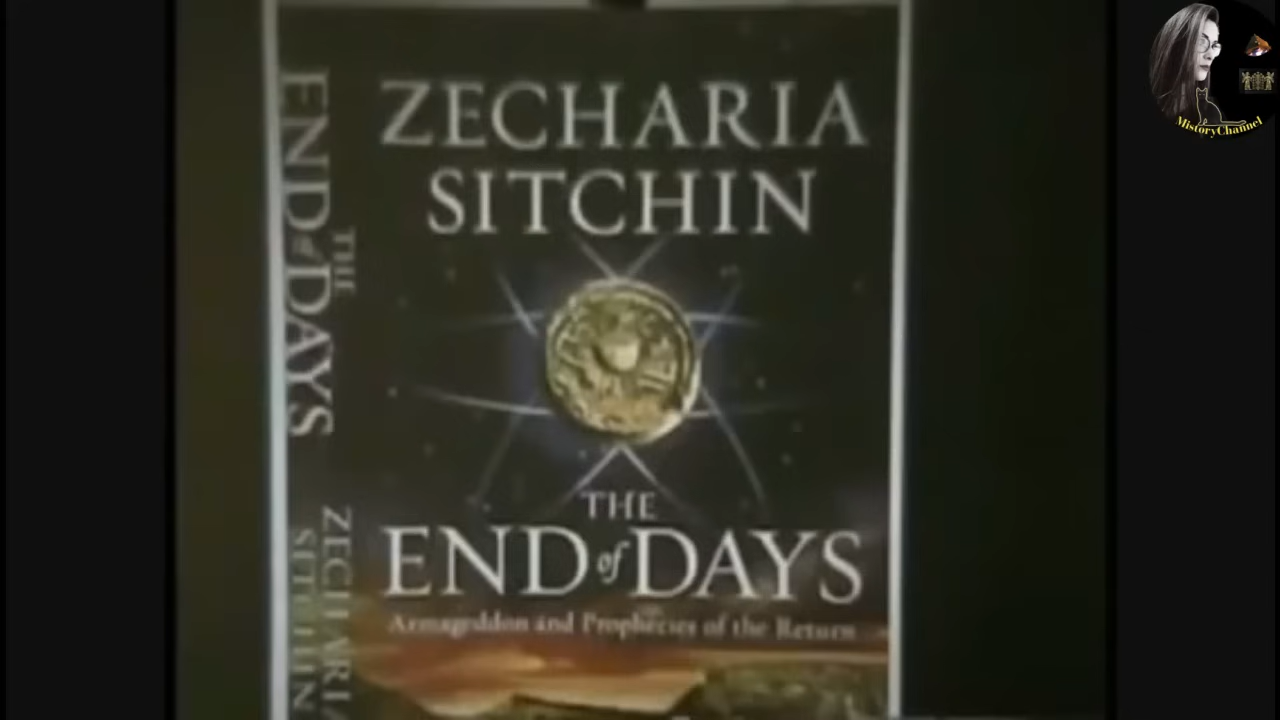 ZECHARIA
SITCHIN
THE
END of DAYS
Armageddon and Prophecies of the Return
THE
END of DAYS
ZECHARIA
SITCHIN
MistoryChannel